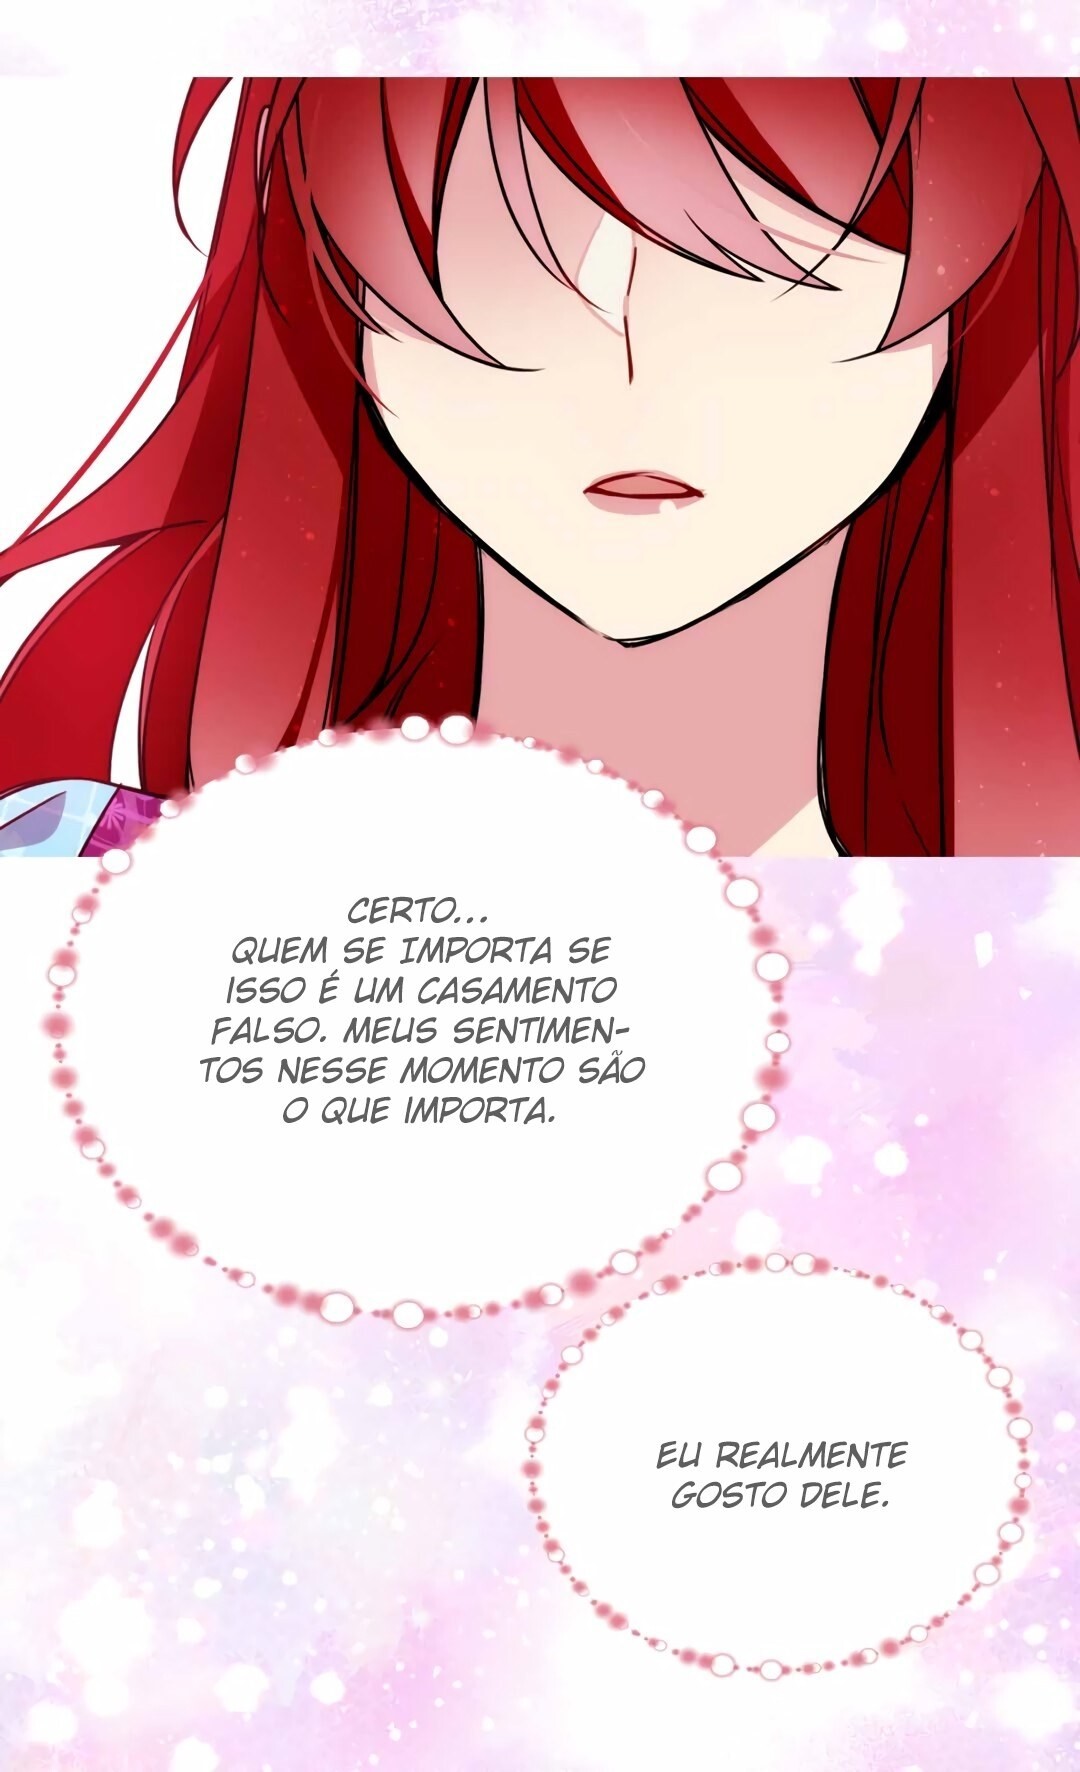 CERTO...
QUEM SE IMPORTA SE
ISSO É UM CASAMENTO
FALSO. MEUS SENTIMEN-
TOS NESSE MOMENTO SÃO
O QUE IMPORTA.
EU REALMENTE
GOSTO DELE.